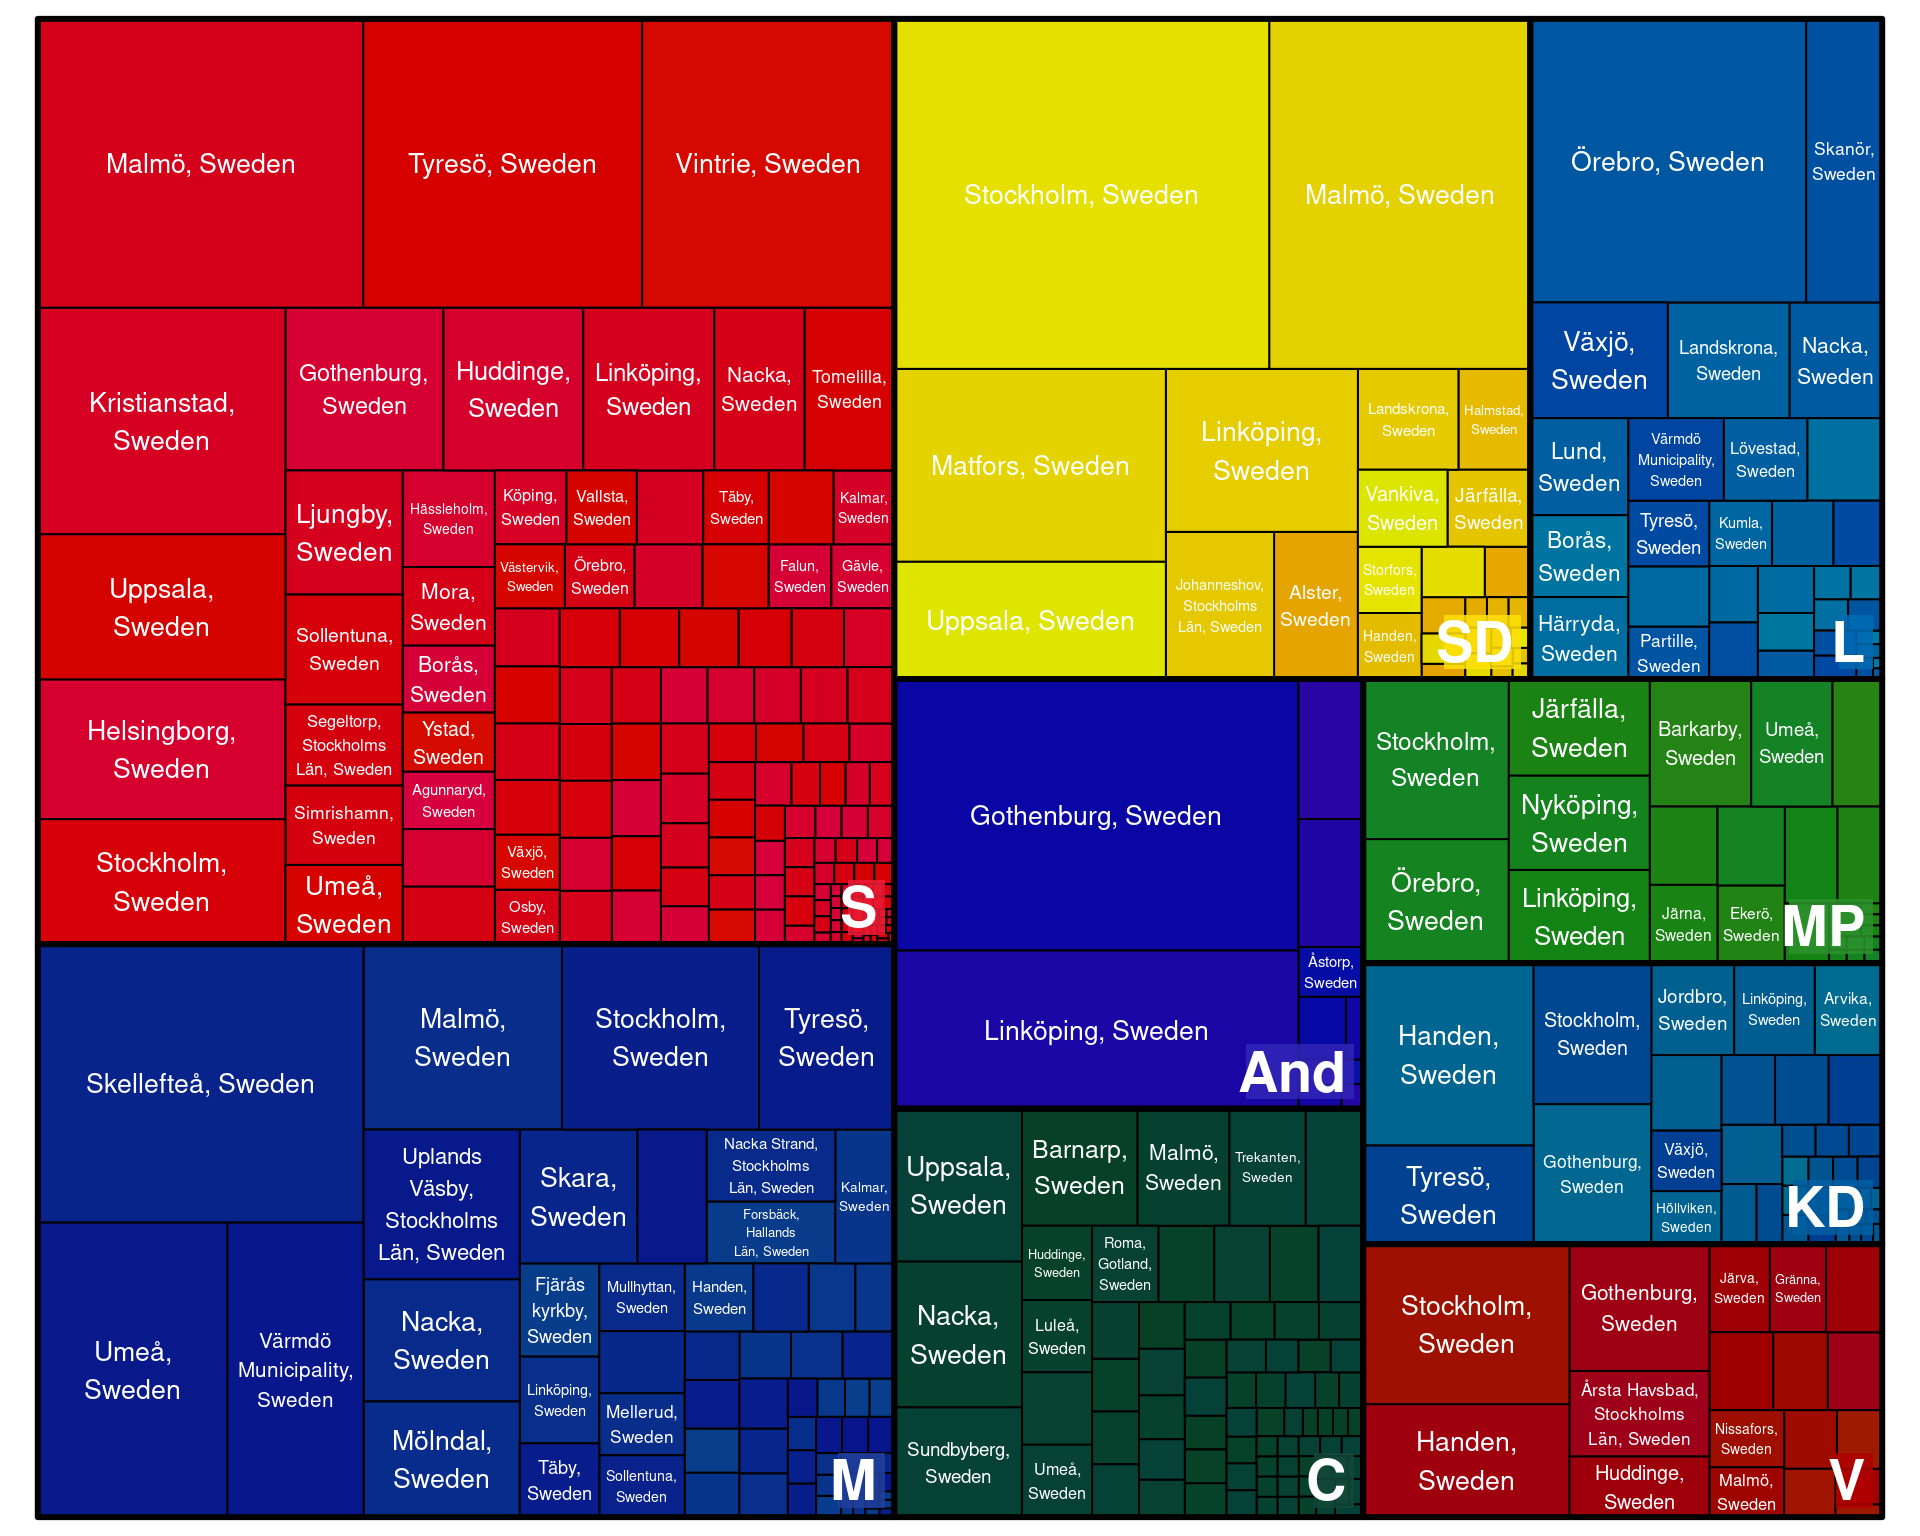 Malmö, Sweden
Tyresö, Sweden
Vintrie, Sweden
Kristianstad,
Sweden
Gothenburg,
Sweden
Huddinge,
Sweden
Linköping,
Sweden
Nacka,
Sweden
Tomelilla,
Sweden
Uppsala,
Sweden
Helsingborg,
Sweden
Stockholm,
Sweden
Ljungby,
Sweden
Sollentuna,
Sweden
Segeltorp,
Stockholms
Län, Sweden
Simrishamn,
Sweden
Umeå,
Sweden
Hässleholm,
Sweden
Mora,
Sweden
Borås,
Sweden
Ystad,
Sweden
Agunnaryd,
Sweden
Köping,
Sweden
Vallsta,
Sweden
Täby,
Sweden
Kalmar,
Sweden
Västervik,
Sweden
Örebro,
Sweden
Falun,
Sweden
Gävle,
Sweden
Växjö,
Sweden
Osby,
Sweden
S
Stockholm, Sweden
Malmö, Sweden
Matfors, Sweden
Uppsala, Sweden
Linköping,
Sweden
Johanneshov,
Stockholms
Län, Sweden
Alster,
Sweden
Landskrona,
Sweden
Halmstad,
Sweden
Vankiva,
Sweden
Järfälla,
Sweden
Storfors,
Sweden
Handen,
Sweden
SD
Örebro, Sweden
Skanör,
Sweden
Växjö,
Sweden
Landskrona,
Sweden
Nacka,
Sweden
Lund,
Sweden
Borås,
Sweden
Härryda,
Sweden
Värmdö
Municipality,
Sweden
Lövestad,
Sweden
Tyresö,
Sweden
Kumla,
Sweden
Partille,
Sweden
L
Skellefteå, Sweden
Umeå,
Sweden
Värmdö
Municipality,
Sweden
Malmö,
Sweden
Stockholm,
Sweden
Tyresö,
Sweden
Uplands
Väsby,
Stockholms
Län, Sweden
Nacka,
Sweden
Mölndal,
Sweden
Skara,
Sweden
Nacka Strand,
Stockholms
Län, Sweden
Forsbäck,
Hallands
Län, Sweden
Kalmar,
Sweden
Fjärås
kyrkby,
Sweden
Linköping,
Sweden
Täby,
Sweden
Mullhyttan,
Sweden
Handen,
Sweden
Mellerud,
Sweden
Sollentuna,
Sweden
M
Gothenburg, Sweden
Linköping, Sweden
Åstorp,
Sweden
And
Uppsala,
Sweden
Nacka,
Sweden
Sundbyberg,
Sweden
Barnarp,
Sweden
Malmö,
Sweden
Trekanten,
Sweden
Huddinge,
Sweden
Roma,
Gotland,
Sweden
Luleå,
Sweden
Umeå,
Sweden
C
Stockholm,
Sweden
Örebro,
Sweden
Järfälla,
Sweden
Nyköping,
Sweden
Linköping,
Sweden
Barkarby,
Sweden
Umeå,
Sweden
Järna,
Sweden
Ekerö,
Sweden
MP
Handen,
Sweden
Tyresö,
Sweden
Stockholm,
Sweden
Gothenburg,
Sweden
Jordbro,
Sweden
Linköping,
Sweden
Arvika,
Sweden
Växjö,
Sweden
Höllviken,
Sweden
KD
Stockholm,
Sweden
Handen,
Sweden
Gothenburg,
Sweden
Årsta Havsbad,
Stockholms
Län, Sweden
Huddinge,
Sweden
Järva,
Sweden
Gränna,
Sweden
Nissafors,
Sweden
Malmö,
Sweden
V